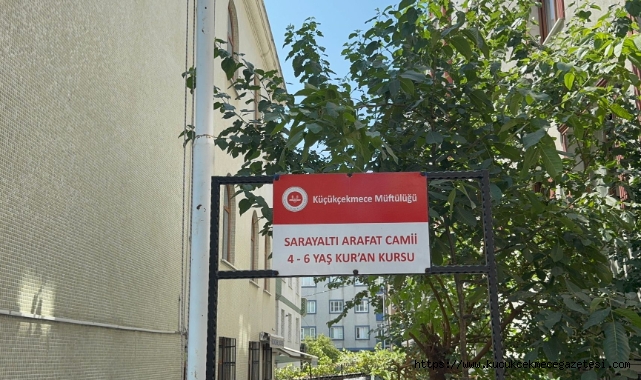 Küçükçekmece Müftülüğü
SARAYALTI ARAFAT CAMİİ
4 - 6 YAŞ KUR'AN KURSU
https://www.kucukcekmecegazetesi.com/